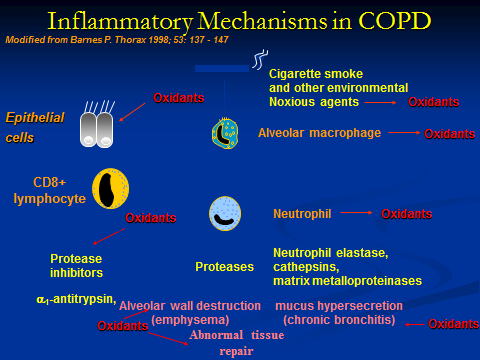 Inflammatory Mechanisms in COPD
Modified from Barnes P. Thorax 1998; 53: 137 - 147
Cigarette smoke
and other environmental
Noxious agents
Oxidants
Oxidants
Epithelial
cells
Alveolar macrophage
Oxidants
CD8+
lymphocyte
Oxidants
Neutrophil
Oxidants
Protease
inhibitors
Proteases
Neutrophil elastase,
cathepsins,
matrix metalloproteinases
α1-antitrypsin,
Alveolar wall destruction
(emphysema)
mucus hypersecretion
(chronic bronchitis)
Oxidants
Oxidants
Abnormal tissue
repair